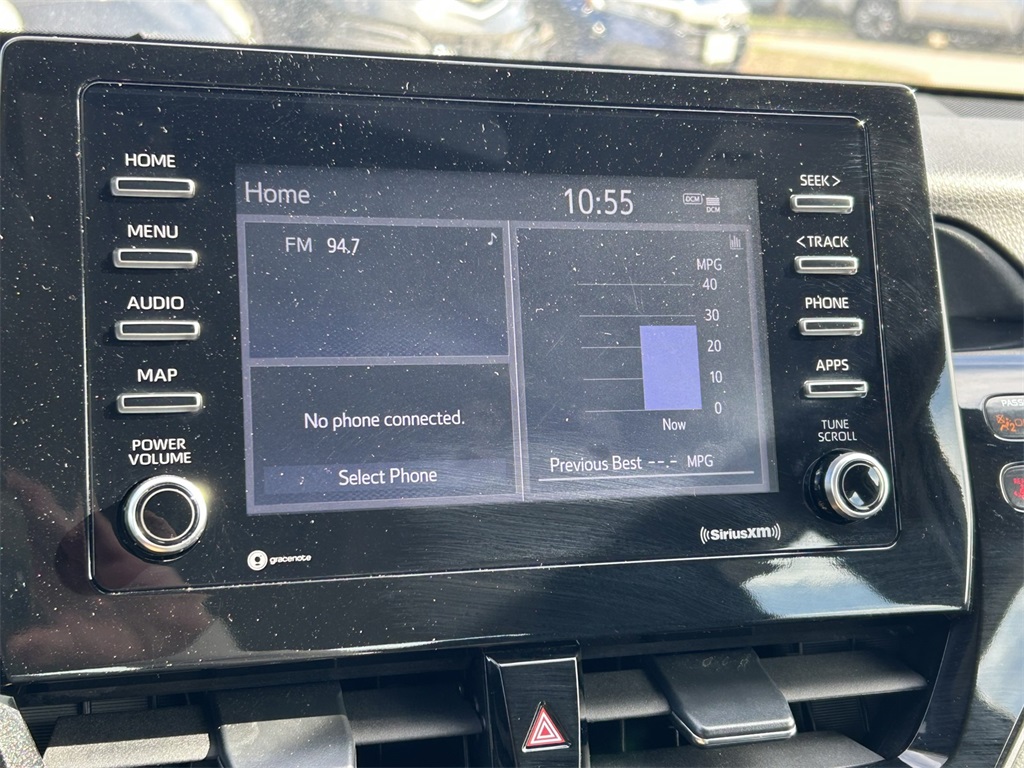 HOME
MENU
AUDIO
MAP
POWER
VOLUME
Home
10:55
DCM
DCM
FM 94.7
No phone connected.
Select Phone
MPG
40
30
20
10
0
Now
Previous Best --.- MPG
SEEK >
< TRACK
PHONE
APPS
TUNE
SCROLL
gracenote
((SiriusXM))